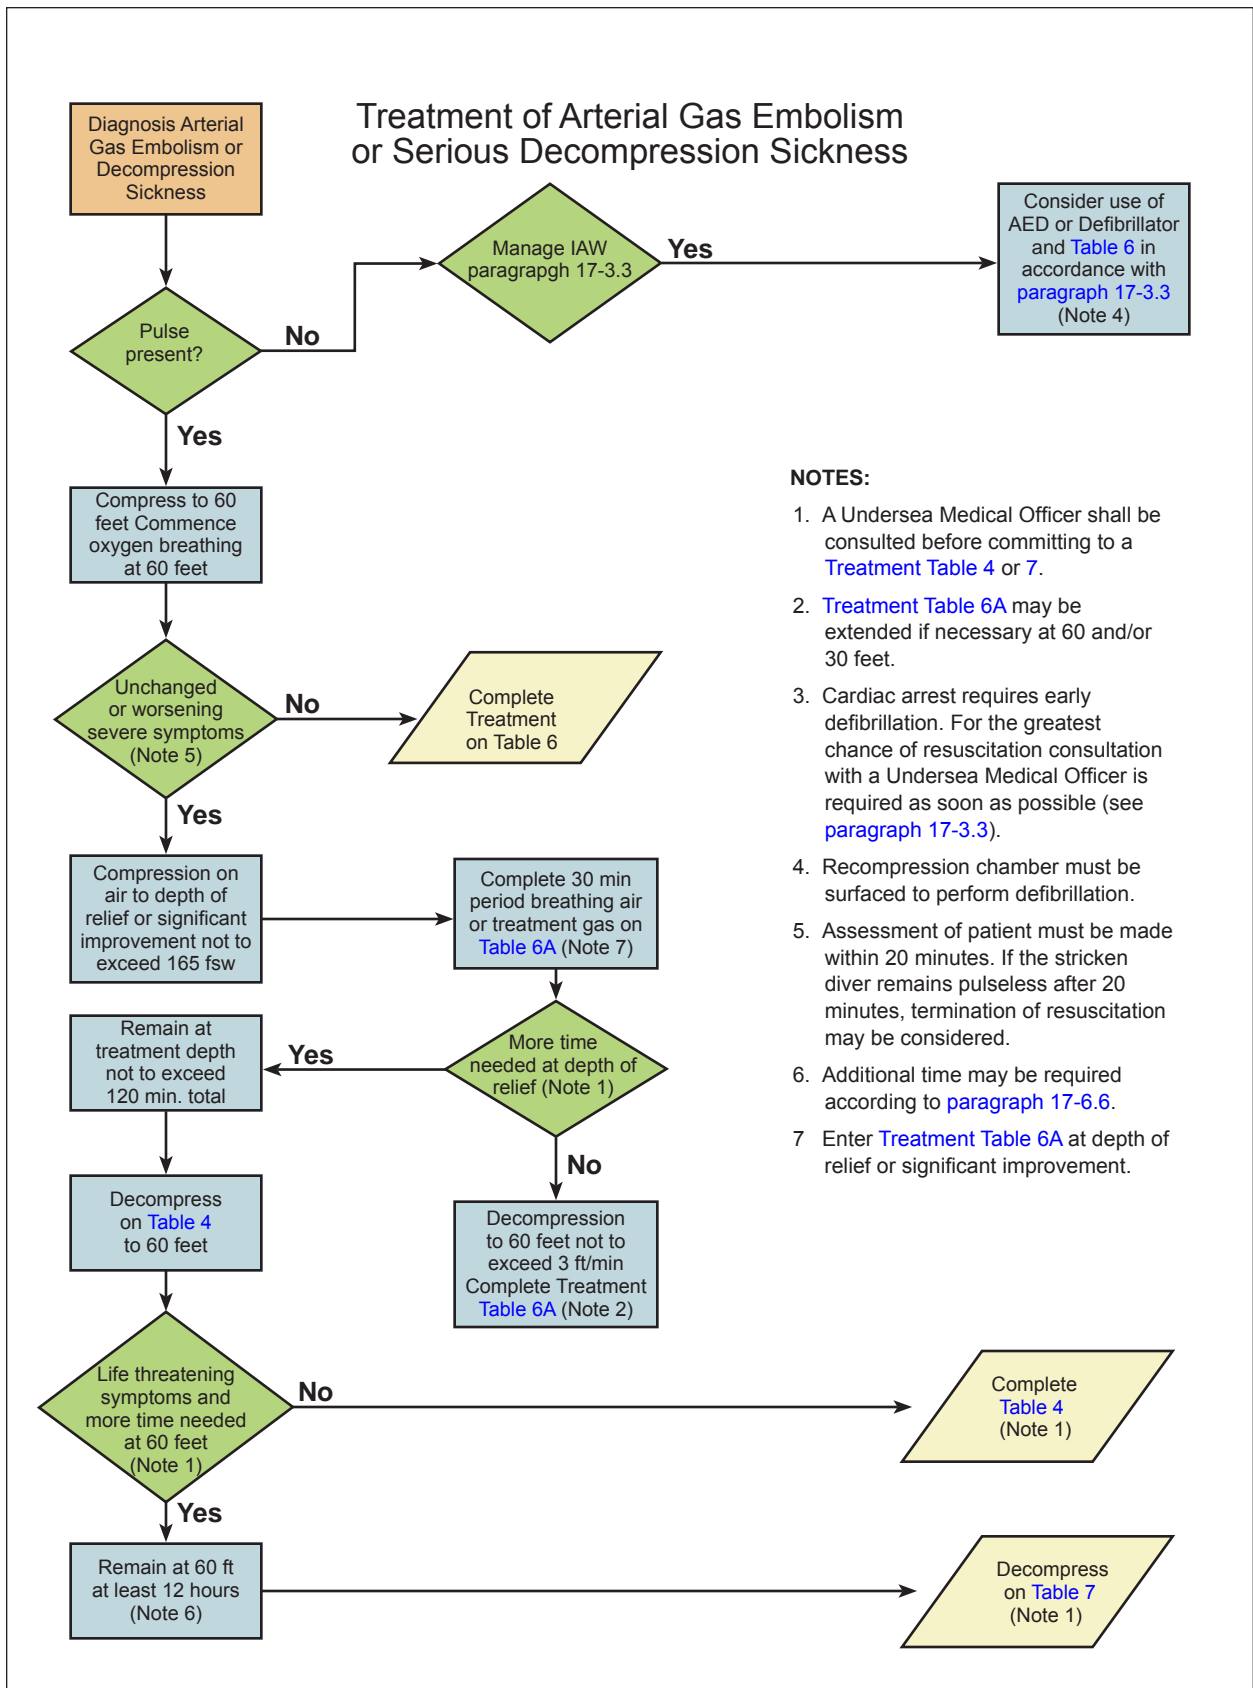 Treatment of Arterial Gas Embolism
or Serious Decompression Sickness
Diagnosis Arterial
Gas Embolism or
Decompression
Sickness
Pulse
present?
No
Manage IAW
paragrapgh 17-3.3
Yes
Consider use of
AED or Defibrillator
and Table 6 in
accordance with
paragraph 17-3.3
(Note 4)
Yes
Compress to 60
feet Commence
oxygen breathing
at 60 feet
Unchanged
or worsening
severe symptoms
(Note 5)
No
Complete
Treatment
on Table 6
Yes
Compression on
air to depth of
relief or significant
improvement not to
exceed 165 fsw
Complete 30 min
period breathing air
or treatment gas on
Table 6A (Note 7)
More time
needed at depth of
relief (Note 1)
Yes
Remain at
treatment depth
not to exceed
120 min. total
No
Decompression
to 60 feet not to
exceed 3 ft/min
Complete Treatment
Table 6A (Note 2)
Decompress
on Table 4
to 60 feet
Life threatening
symptoms and
more time needed
at 60 feet
(Note 1)
No
Complete
Table 4
(Note 1)
Yes
Remain at 60 ft
at least 12 hours
(Note 6)
Decompress
on Table 7
(Note 1)
NOTES:
1. A Undersea Medical Officer shall be
consulted before committing to a
Treatment Table 4 or 7.
2. Treatment Table 6A may be
extended if necessary at 60 and/or
30 feet.
3. Cardiac arrest requires early
defibrillation. For the greatest
chance of resuscitation consultation
with a Undersea Medical Officer is
required as soon as possible (see
paragraph 17-3.3).
4. Recompression chamber must be
surfaced to perform defibrillation.
5. Assessment of patient must be made
within 20 minutes. If the stricken
diver remains pulseless after 20
minutes, termination of resuscitation
may be considered.
6. Additional time may be required
according to paragraph 17-6.6.
7 Enter Treatment Table 6A at depth of
relief or significant improvement.